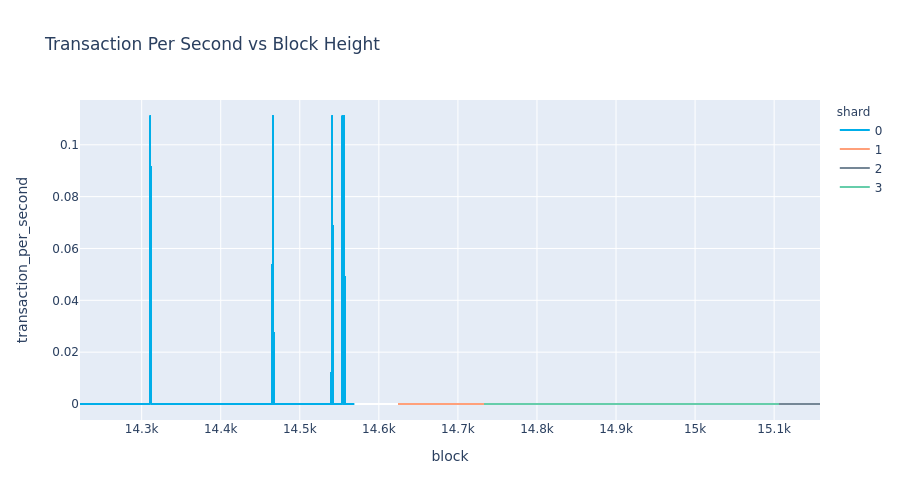 Transaction Per Second vs Block Height
shard
0
1
2
3
transaction_per_second
0.1
0.08
0.06
0.04
0.02
0
14.3k
14.4k
14.5k
14.6k
14.7k
14.8k
14.9k
15k
15.1k
block